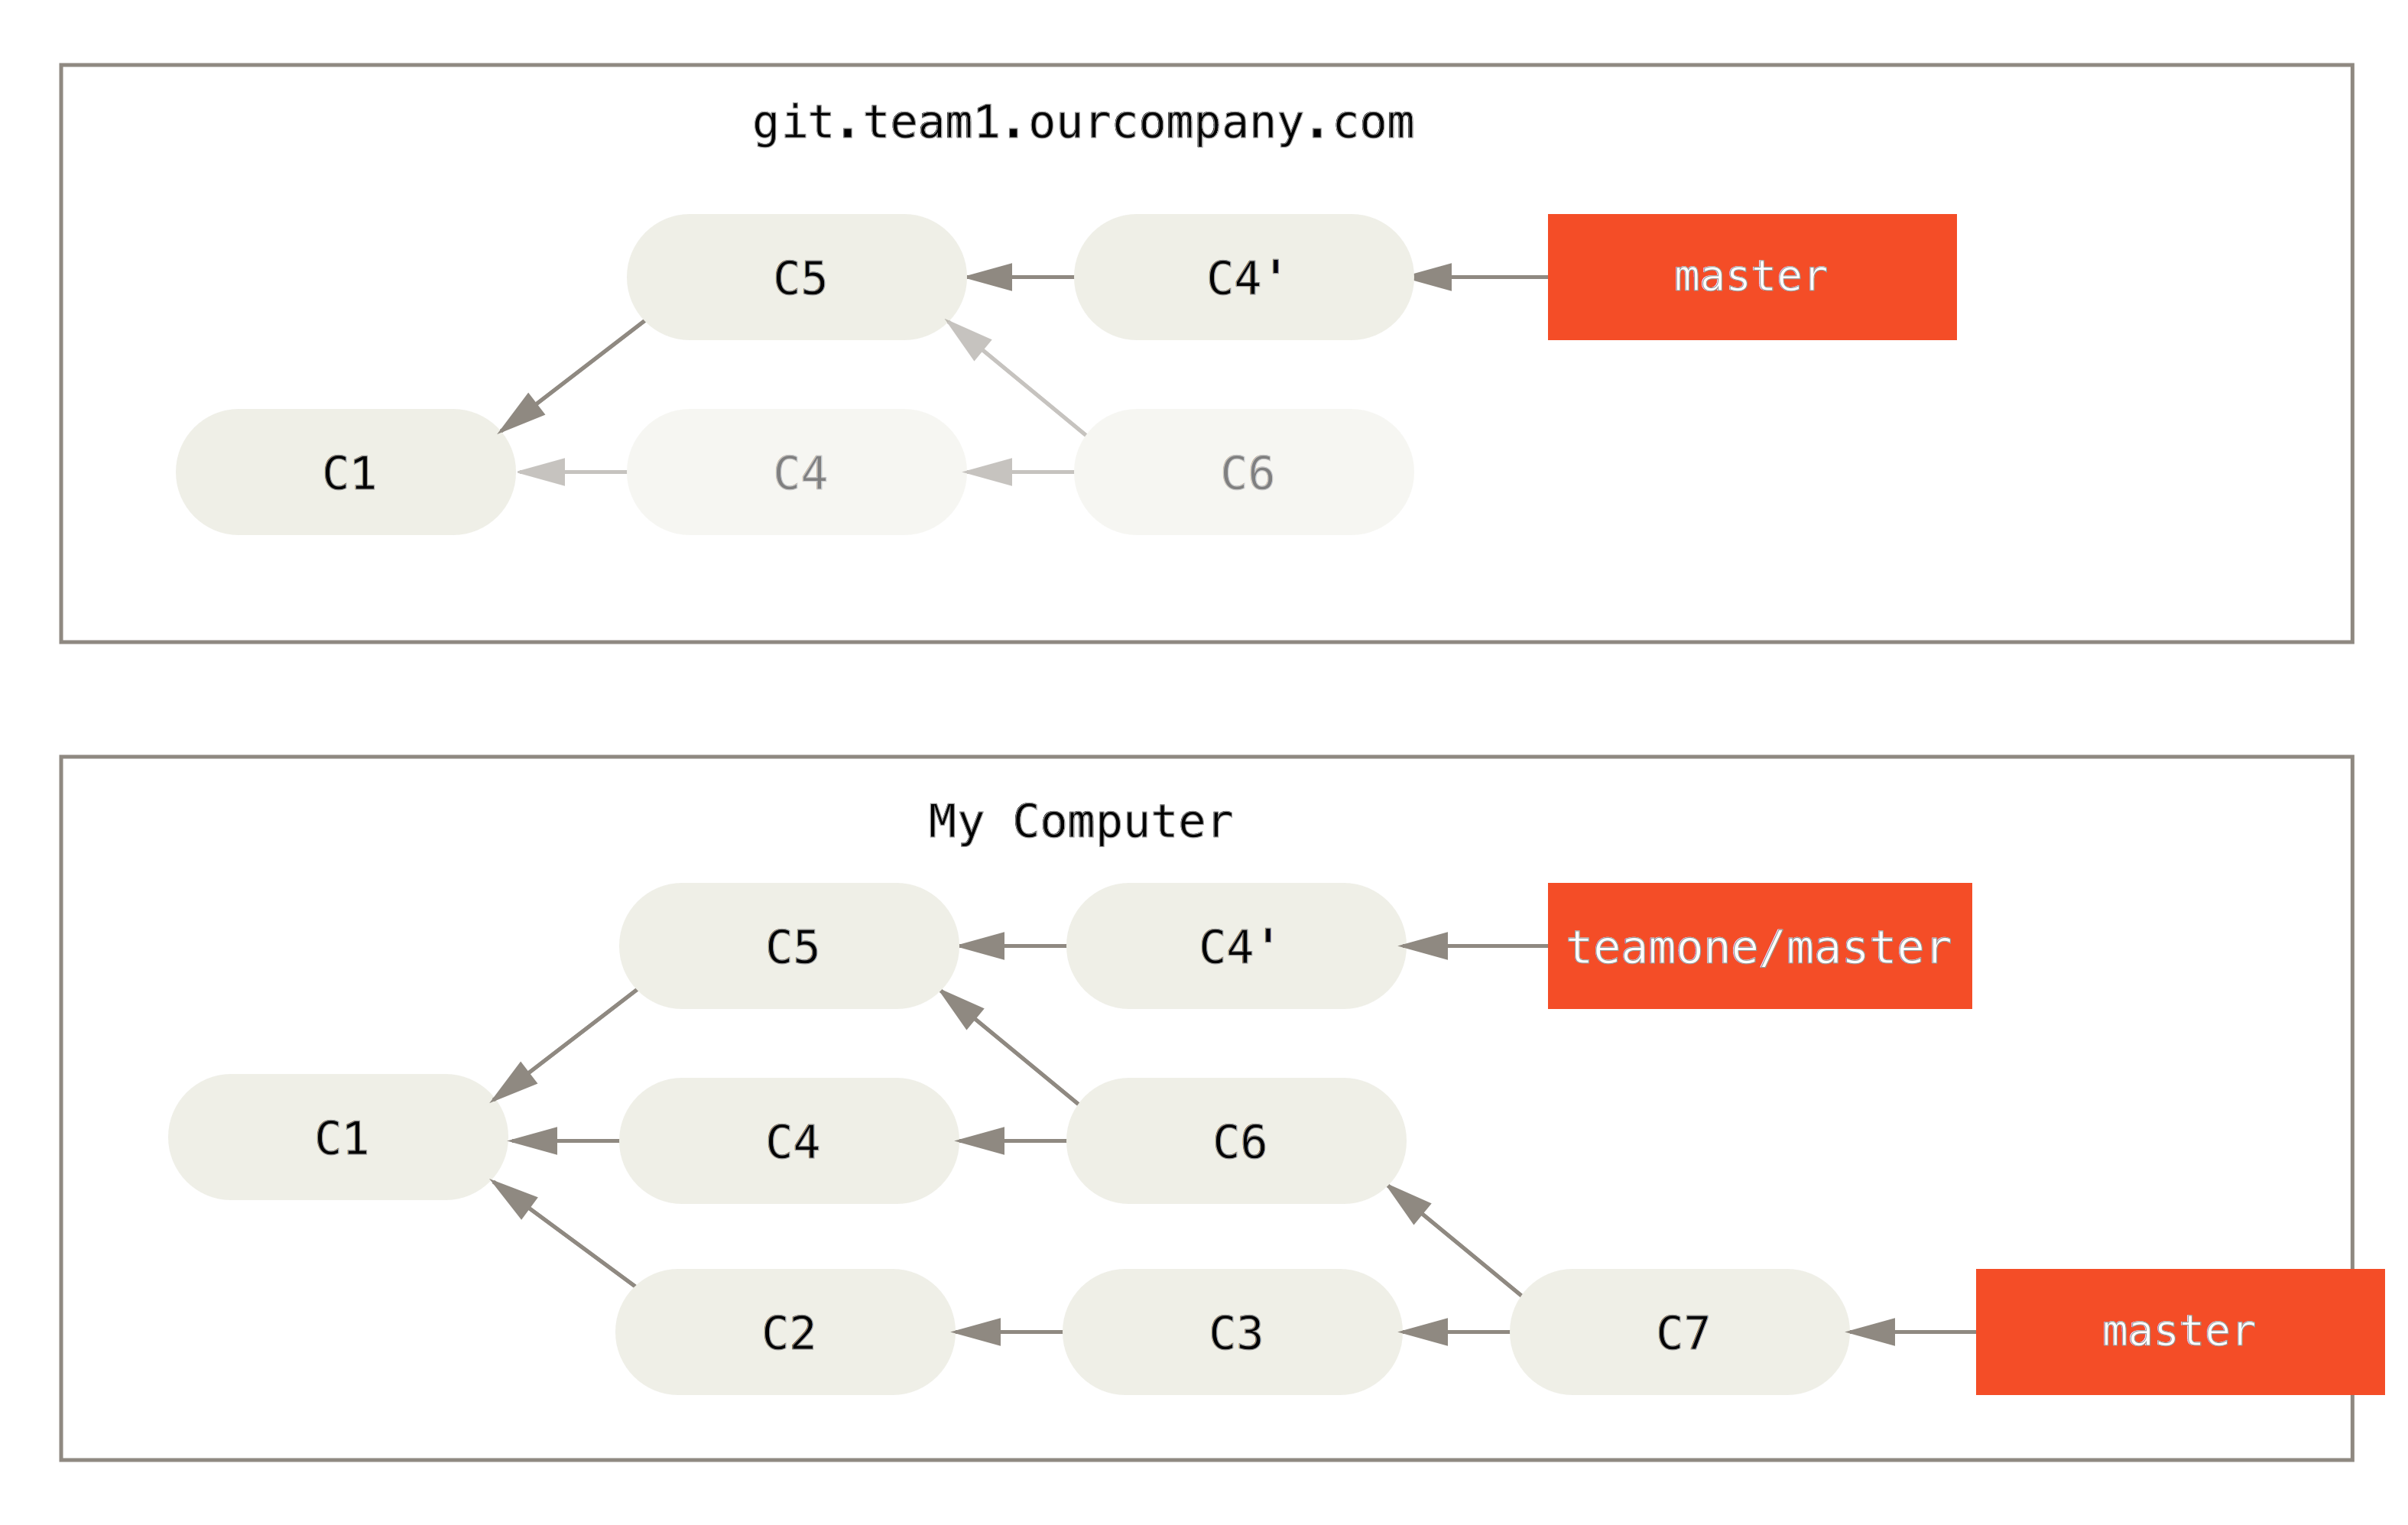 git.team1.ourcompany.com
C5 C4' master
C1 C4 C6
My Computer
C5 C4' teamone/master
C1 C4 C6
C2 C3 C7 master